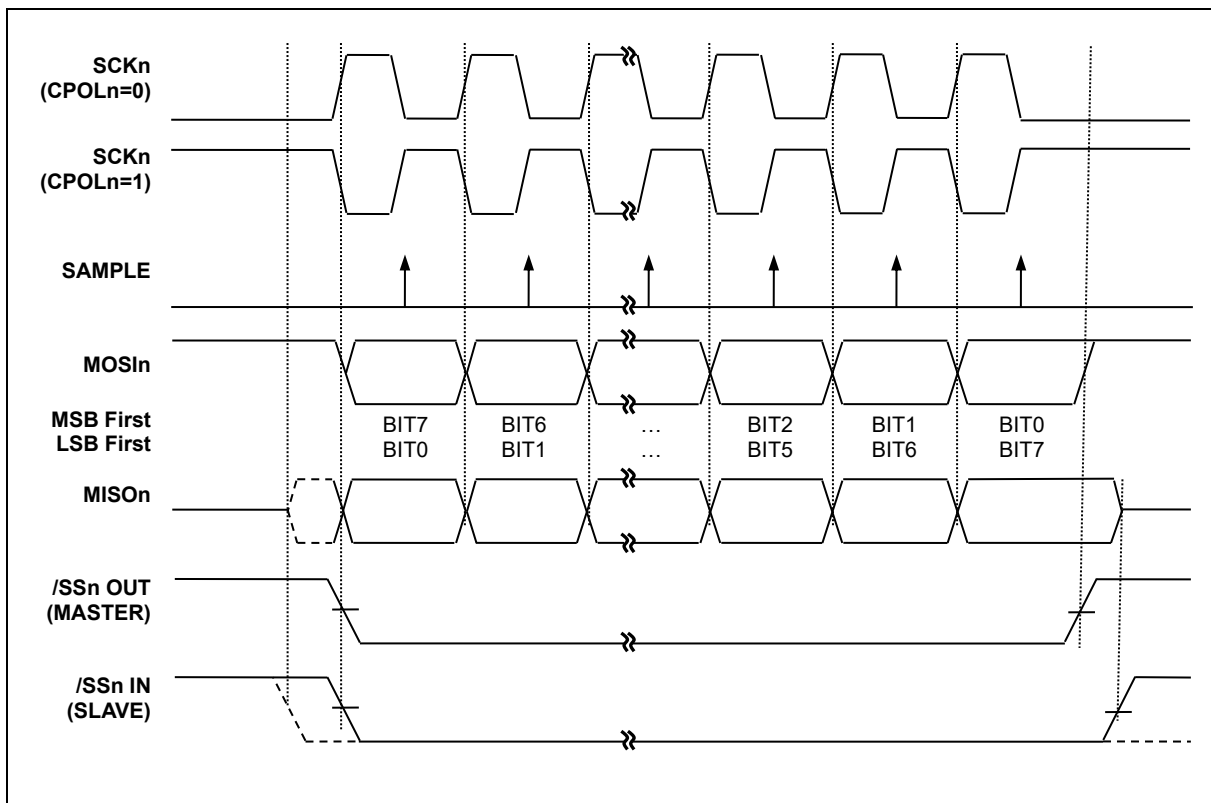 SCKn
(CPOLn=0)
SCKn
(CPOLn=1)
SAMPLE
MOSIn
MSB First
LSB First
BIT7 BIT6 … BIT2 BIT1 BIT0
BIT0 BIT1 … BIT5 BIT6 BIT7
MISOn
/SSn OUT
(MASTER)
/SSn IN
(SLAVE)